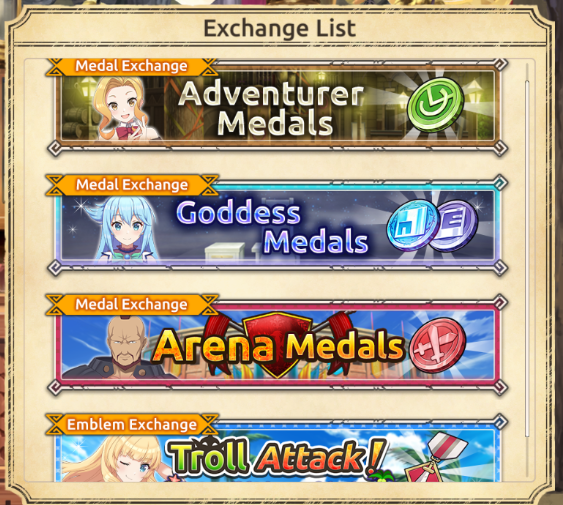 Exchange List
Medal Exchange
Adventurer
Medals
Medal Exchange
Goddess
Medals
Medal Exchange
Arena Medals
Emblem Exchange
Troll Attack!